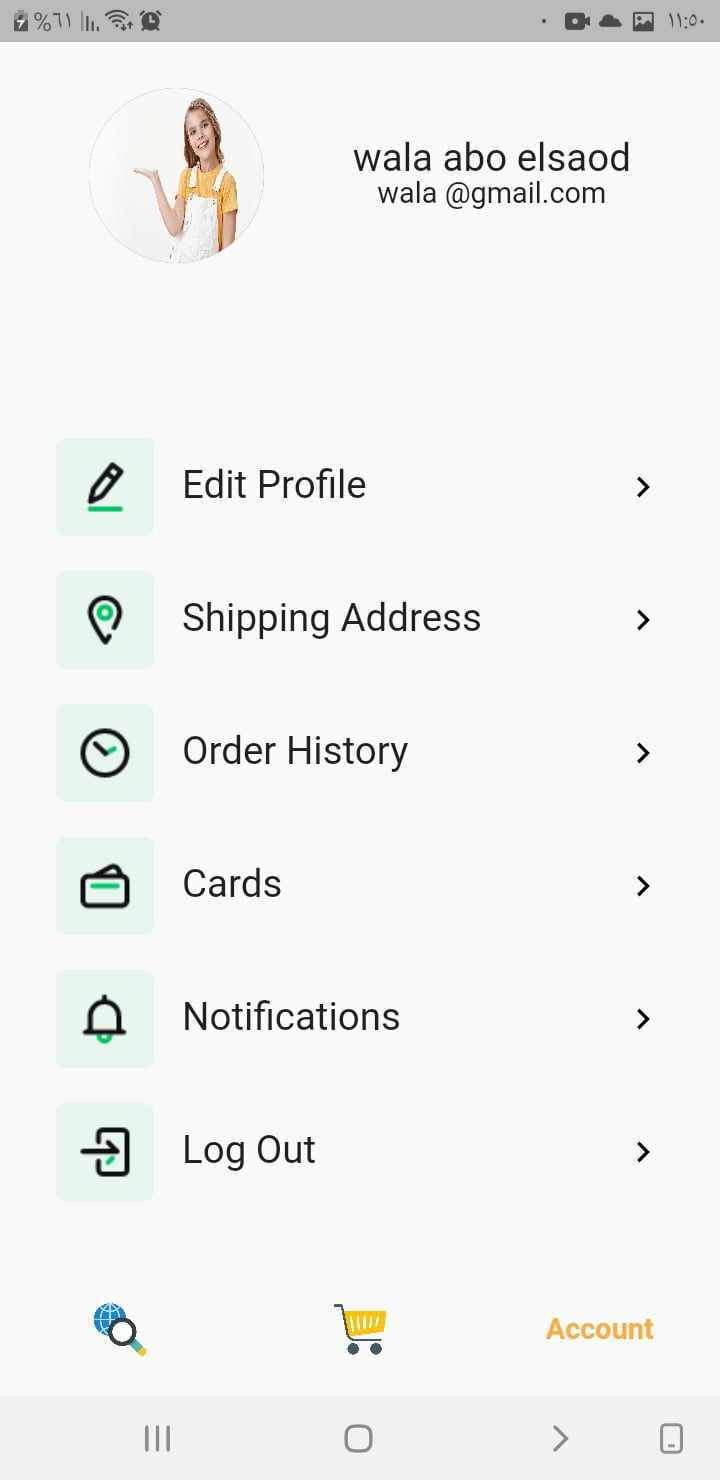 %٦١
١١:٥٠
wala abo elsaod
wala @gmail.com
Edit Profile
Shipping Address
Order History
Cards
Notifications
Log Out
Account